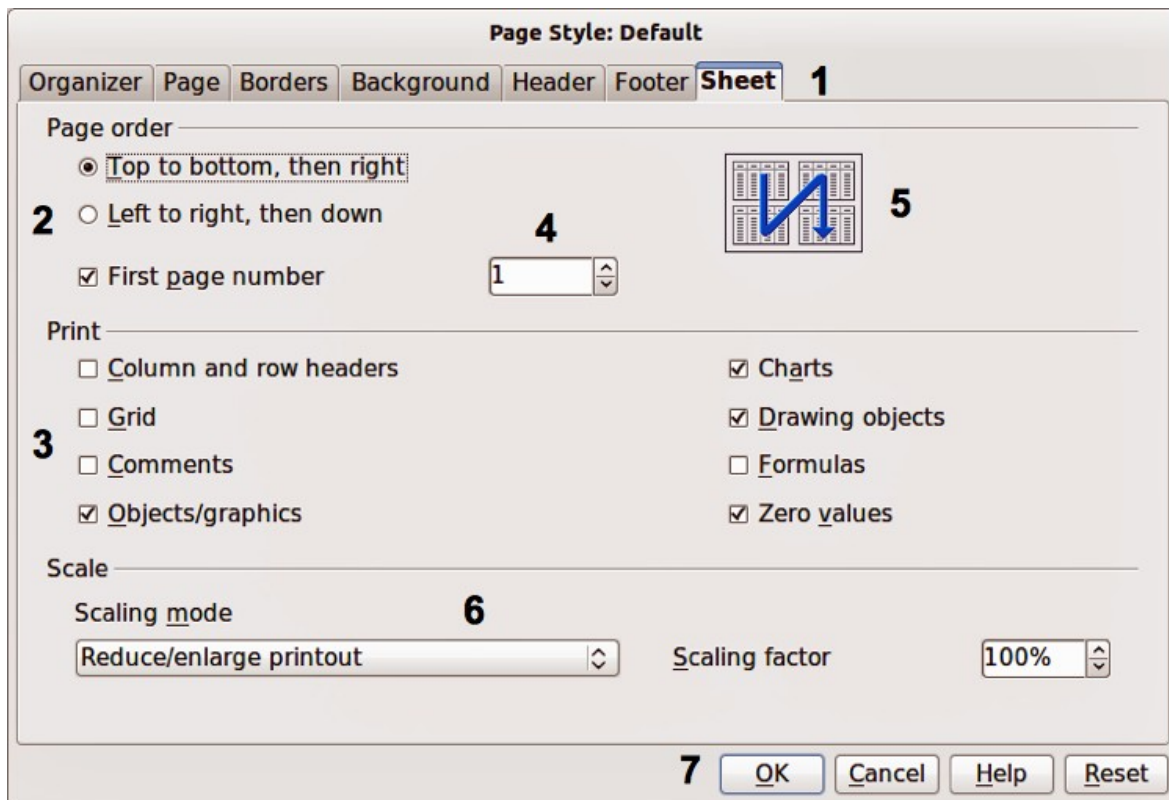 Page Style: Default
Organizer Page Borders Background Header Footer Sheet 1
Page order
Top to bottom, then right
2 Left to right, then down 4 5
First page number 1
Print
Column and row headers Charts
Grid Drawing objects
3
Comments Formulas
Objects/graphics Zero values
Scale
Scaling mode 6
Reduce/enlarge printout Scaling factor 100%
7 OK Cancel Help Reset